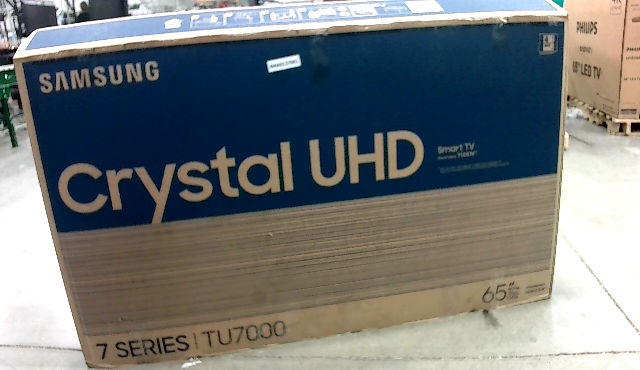 SAMSUNG
Crystal UHD
Smart TV
7 SERIES | TU7000
65"
PHILIPS
LED TV